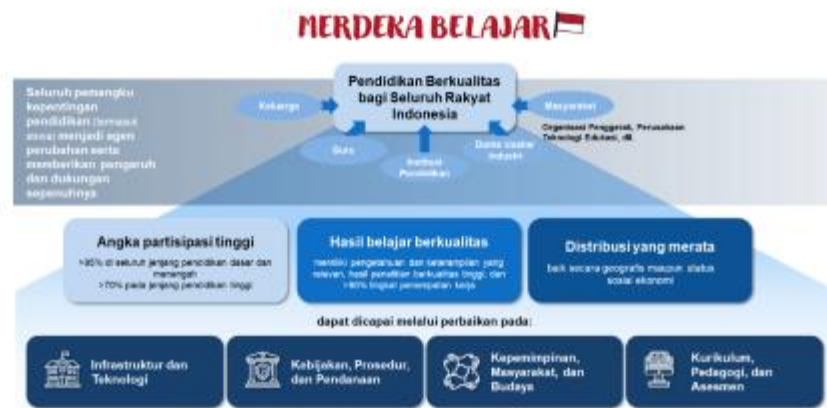 MERDEKA BELAJAR
Pendidikan Berkualitas
bagi Seluruh Rakyat
Indonesia
Seluruh pemangku
kepentingan
pendidikan (termasuk
siswa) menjadi agen
perubahan serta
memberikan pengaruh
dan dukungan
sepenuhnya
Keluarga
Guru
Institusi
Pendidikan
Dunia usaha/
Industri
Masyarakat
Organisasi Penggerak, Perusahaan
Teknologi Edukasi, dll.
Angka partisipasi tinggi
>95% di seluruh jenjang pendidikan dasar dan
menengah
>70% pada jenjang pendidikan tinggi
Hasil belajar berkualitas
memiliki pengetahuan dan keterampilan yang
relevan, hasil penelitian berkualitas tinggi, dan
>90% tingkat penempatan kerja
Distribusi yang merata
baik secara geografis maupun status
sosial ekonomi
dapat dicapai melalui perbaikan pada:
Infrastruktur dan
Teknologi
Kebijakan, Prosedur,
dan Pendanaan
Kepemimpinan,
Masyarakat, dan
Budaya
Kurikulum,
Pedagogi, dan
Asesmen